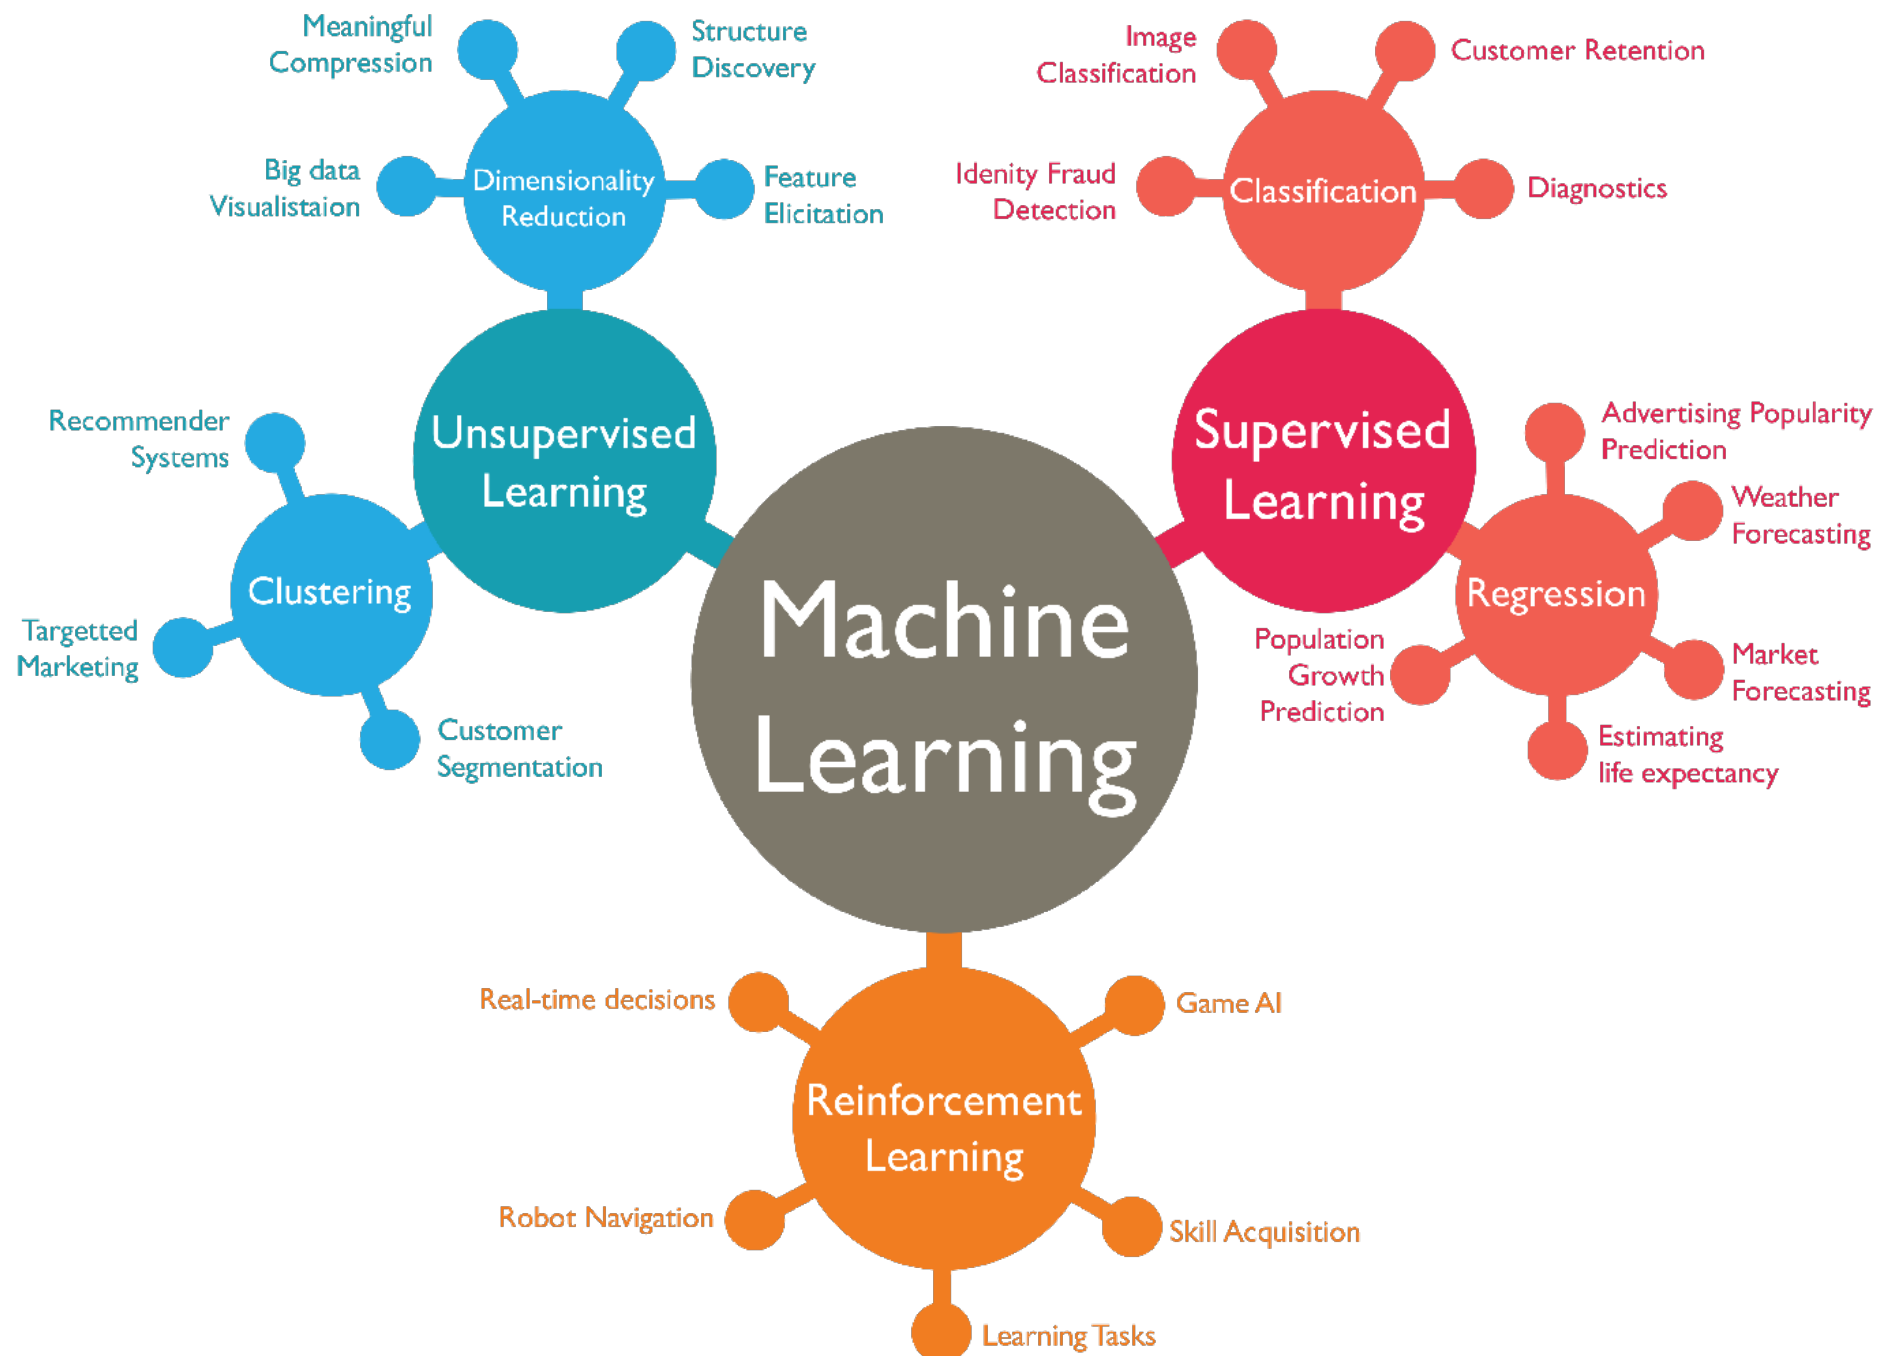 Meaningful
Compression
Structure
Discovery
Big data
Visualistaion
Dimensionality
Reduction
Feature
Elicitation
Image
Classification
Customer Retention
Idenity Fraud
Detection
Classification
Diagnostics
Recommender
Systems
Unsupervised
Learning
Clustering
Targetted
Marketing
Customer
Segmentation
Machine
Learning
Supervised
Learning
Advertising Popularity
Prediction
Weather
Forecasting
Regression
Population
Growth
Prediction
Market
Forecasting
Estimating
life expectancy
Real-time decisions
Game AI
Reinforcement
Learning
Robot Navigation
Skill Acquisition
Learning Tasks